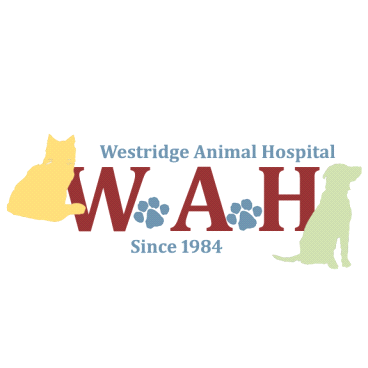 Westridge Animal Hospital
W.A.H
Since 1984